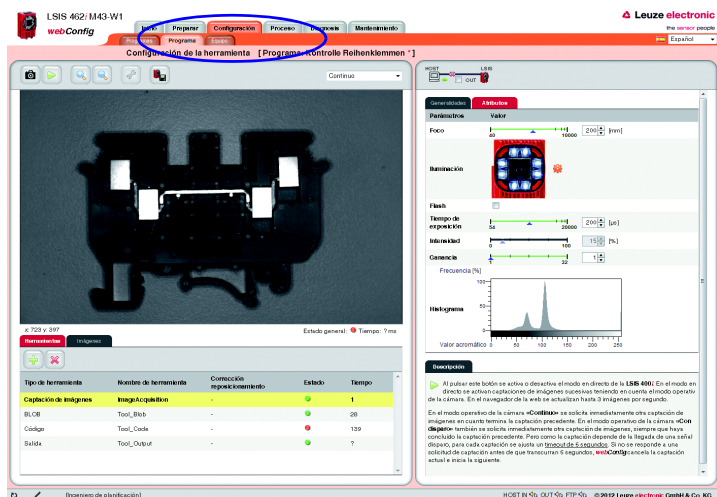 LSIS 462i M43-W1
webConfig
Leuze electronic
the sensor people
Inicio Preparar Configuración Proceso Diagnosis Mantenimiento
Programa Equipo
Español
Configuración de la herramienta [Programa: Kontrolle Reihenklemmen *]
Continuo
HOST LSIS
OUT
Generalidades Atributos
Parámetros Valor
Foco 40 10000 200 [mm]
Iluminación
Flash
Tiempo de exposición 54 20000 200 [µs]
Intensidad 0 100 15 [%]
Ganancia 1 32 1
Frecuencia [%]
100
50
0
Histograma
Valor acromático 0 50 100 150 200 250
x: 723 y: 397
Estado general: Tiempo: ? ms
Herramientas Imágenes
Tipo de herramienta Nombre de herramienta Corrección reposicionamiento Estado Tiempo
Captación de imágenes ImageAcquisition - 1
BLOB Tool_Blob - 28
Código Tool_Code - 139
Salida Tool_Output - ?
Descripción
Al pulsar este botón se activa o desactiva el modo en directo de la LSIS 400i. En el modo en
directo se activan captaciones de imágenes sucesivas teniendo en cuenta el modo operativ
de la cámara. En el navegador de la web se actualizan hasta 3 imágenes por segundo.
En el modo operativo de la cámara «Continuo» se solicita inmediatamente otra captación de
imágenes en cuanto termina la captación precedente. En el modo operativo de la cámara «Con
disparo» también se solicita inmediatamente otra captación de imágenes, siempre que haya
concluido la captación precedente. Pero como la captación depende de la llegada de una señal
disparo, para cada captación se ajusta un timeout de 5 segundos. Si no se responde a una
solicitud de captación antes de que transcurran 5 segundos, webConfig cancela la captación
actual e inicia la siguiente.
[Ingeniero de planificación]
HOST IN OUT FTP © 2012 Leuze electronic GmbH & Co. KG